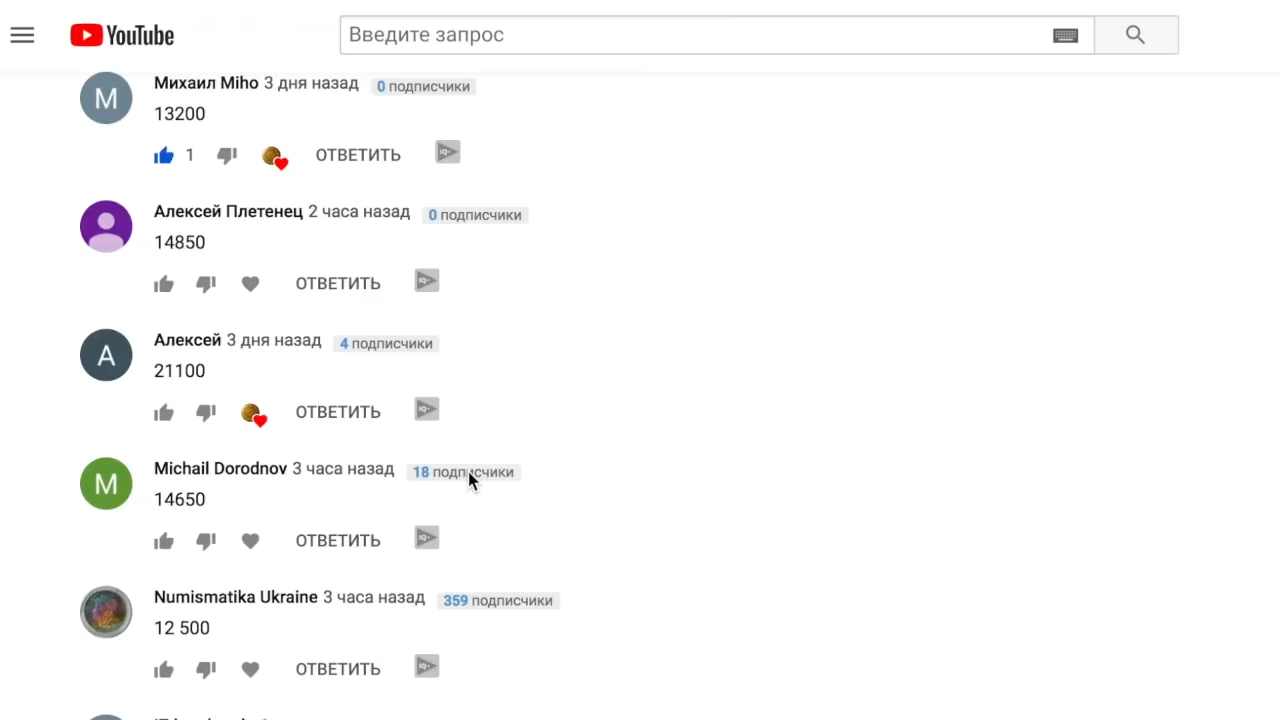 YouTube
Введите запрос
Михаил Miho 3 дня назад 0 подписчики
13200
1 ОТВЕТИТЬ
Алексей Плетенец 2 часа назад 0 подписчики
14850
ОТВЕТИТЬ
Алексей 3 дня назад 4 подписчики
21100
ОТВЕТИТЬ
Michail Dorodnov 3 часа назад 18 подписчики
14650
ОТВЕТИТЬ
Numismatika Ukraine 3 часа назад 359 подписчики
12 500
ОТВЕТИТЬ